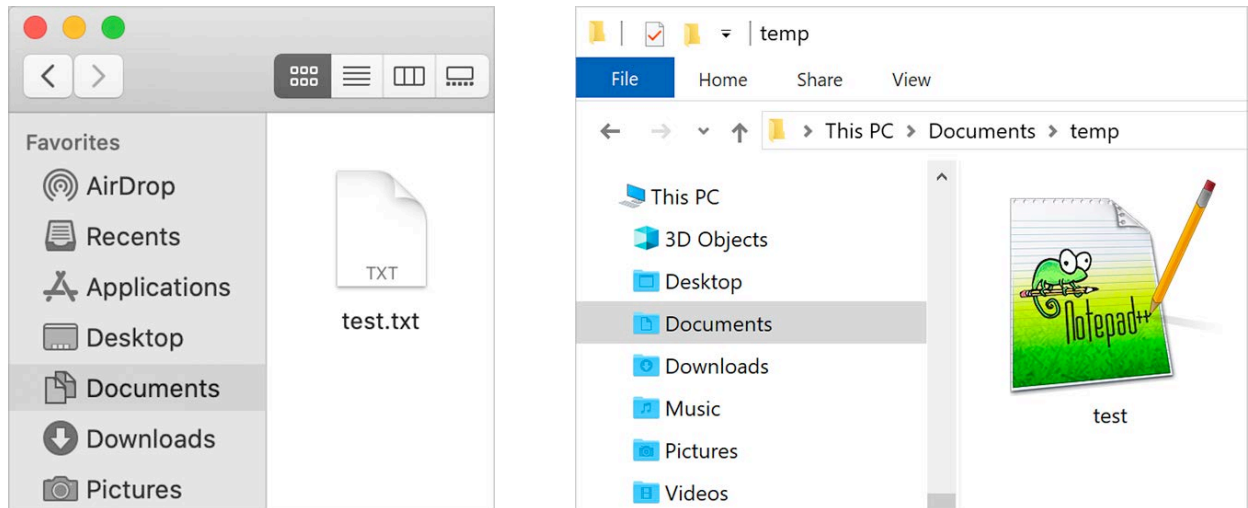 Favorites
AirDrop
Recents
Applications
Desktop
Documents
Downloads
Pictures
TXT
test.txt
temp
File Home Share View
This PC > Documents > temp
This PC
3D Objects
Desktop
Documents
Downloads
Music
Pictures
Videos
Notepad++
test